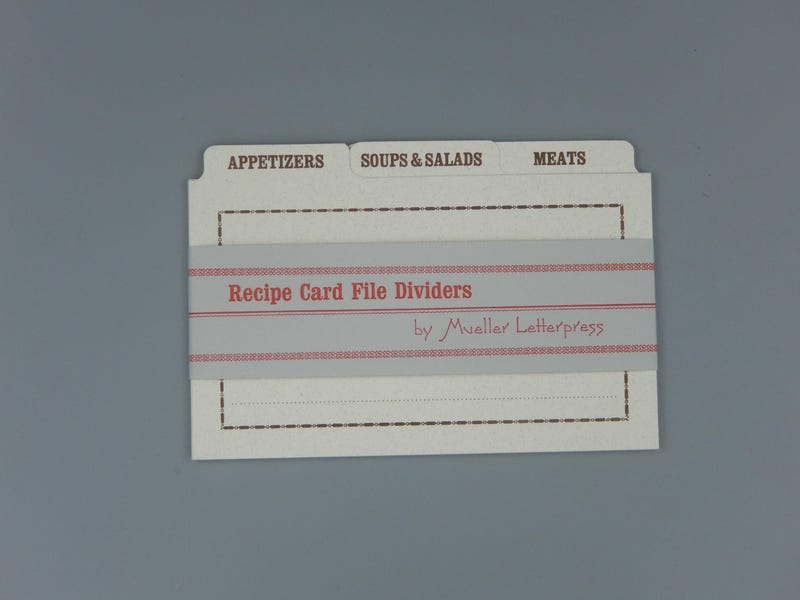 APPETIZERS SOUPS & SALADS MEATS
Recipe Card File Dividers
by Mueller Letterpress